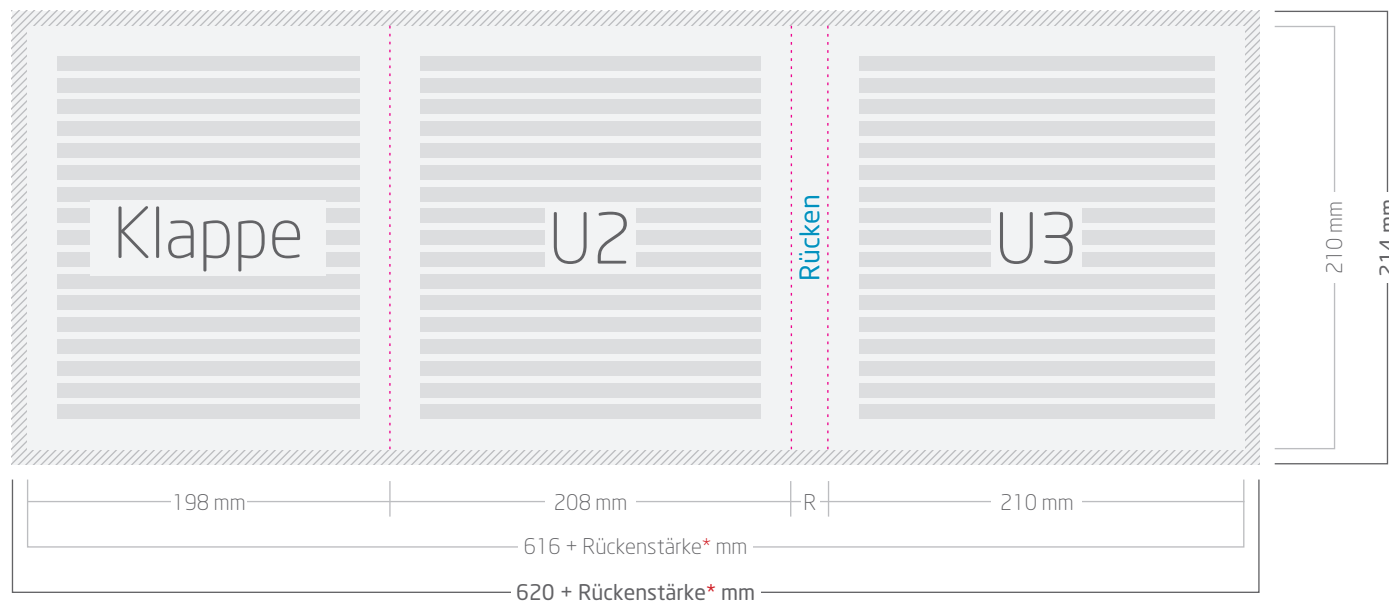 Klappe
U2
Rücken
U3
210 mm
214 mm
198 mm
208 mm
R
210 mm
616 + Rückenstärke* mm
620 + Rückenstärke* mm